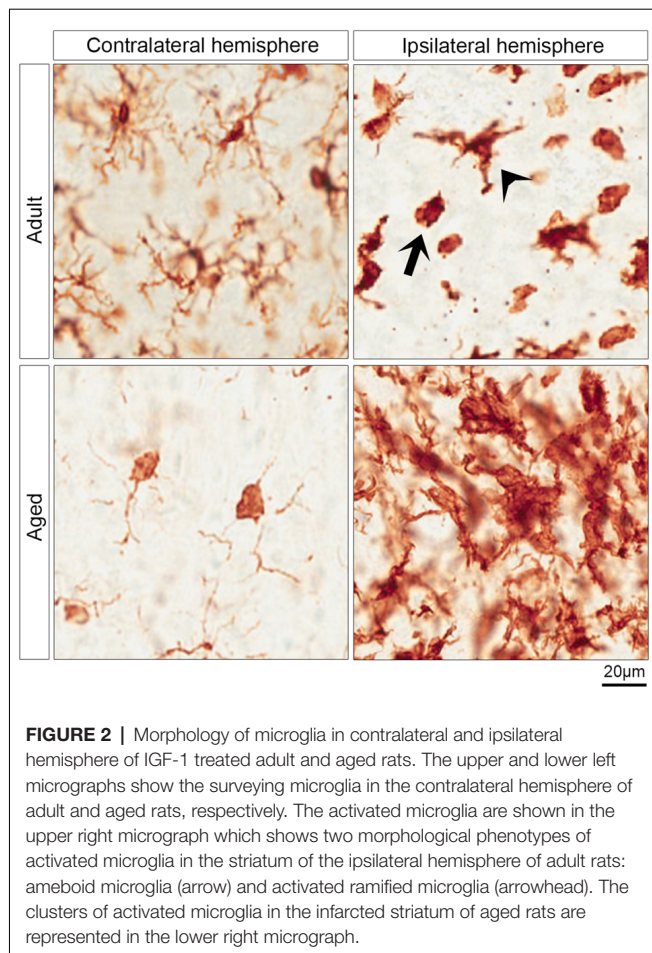 Contralateral hemisphere
Ipsilateral hemisphere
Adult
Aged
20µm
FIGURE 2 | Morphology of microglia in contralateral and ipsilateral
hemisphere of IGF-1 treated adult and aged rats. The upper and lower left
micrographs show the surveying microglia in the contralateral hemisphere of
adult and aged rats, respectively. The activated microglia are shown in the
upper right micrograph which shows two morphological phenotypes of
activated microglia in the striatum of the ipsilateral hemisphere of adult rats:
ameboid microglia (arrow) and activated ramified microglia (arrowhead). The
clusters of activated microglia in the infarcted striatum of aged rats are
represented in the lower right micrograph.